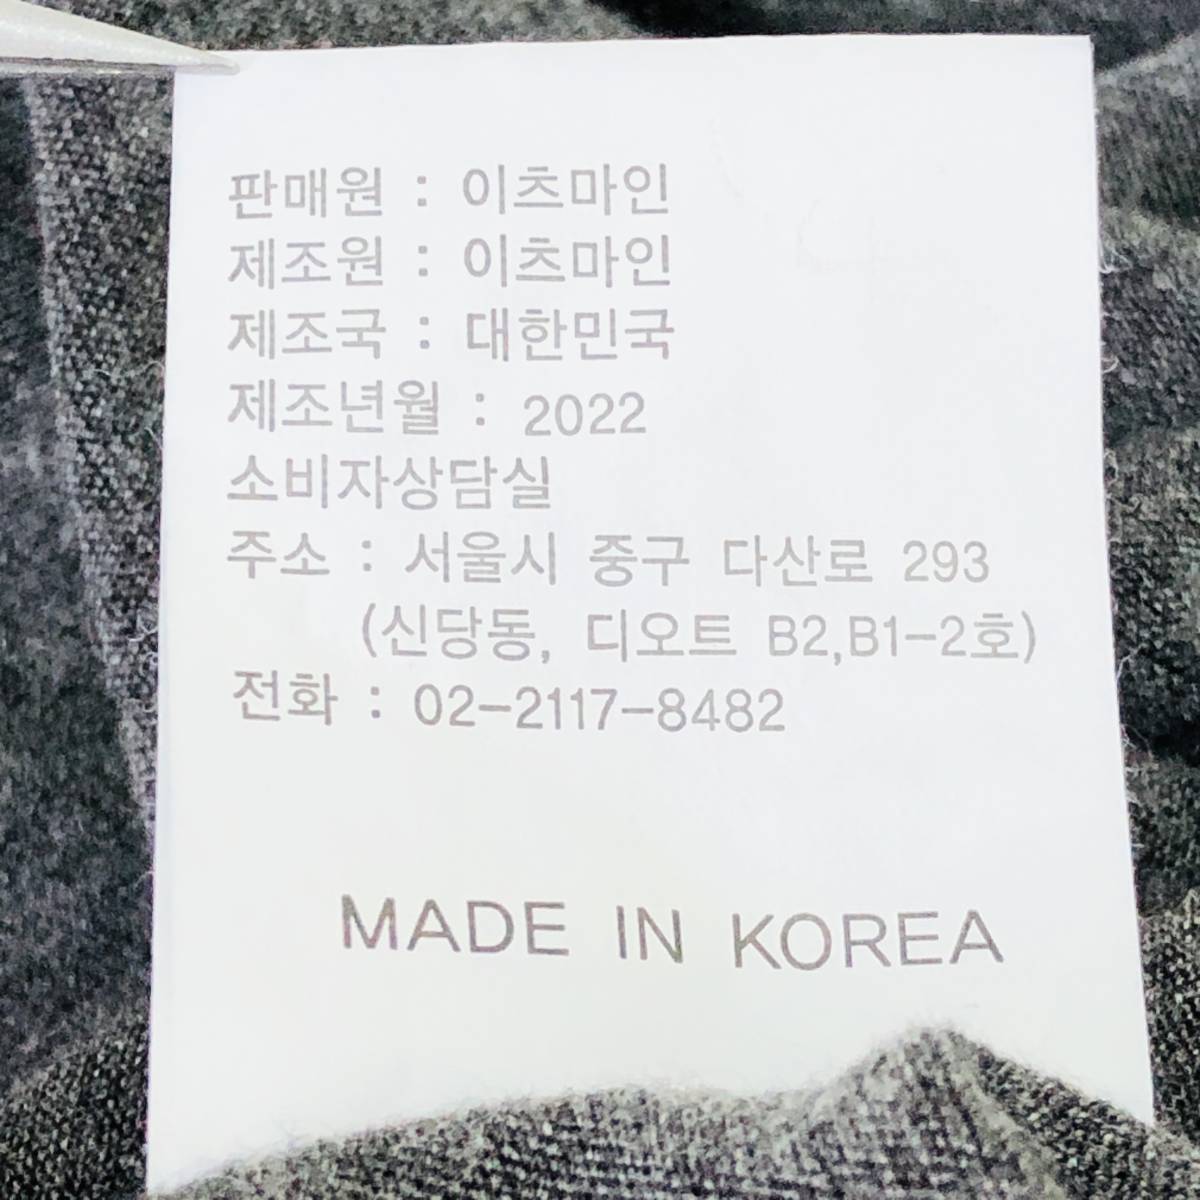 판매원 : 이츠마인
제조원 : 이츠마인
제조국 : 대한민국
제조년월 : 2022
소비자상담실
주소 : 서울시 중구 다산로 293
(신당동, 디오트 B2,B1-2호)
전화 : 02-2117-8482
MADE IN KOREA